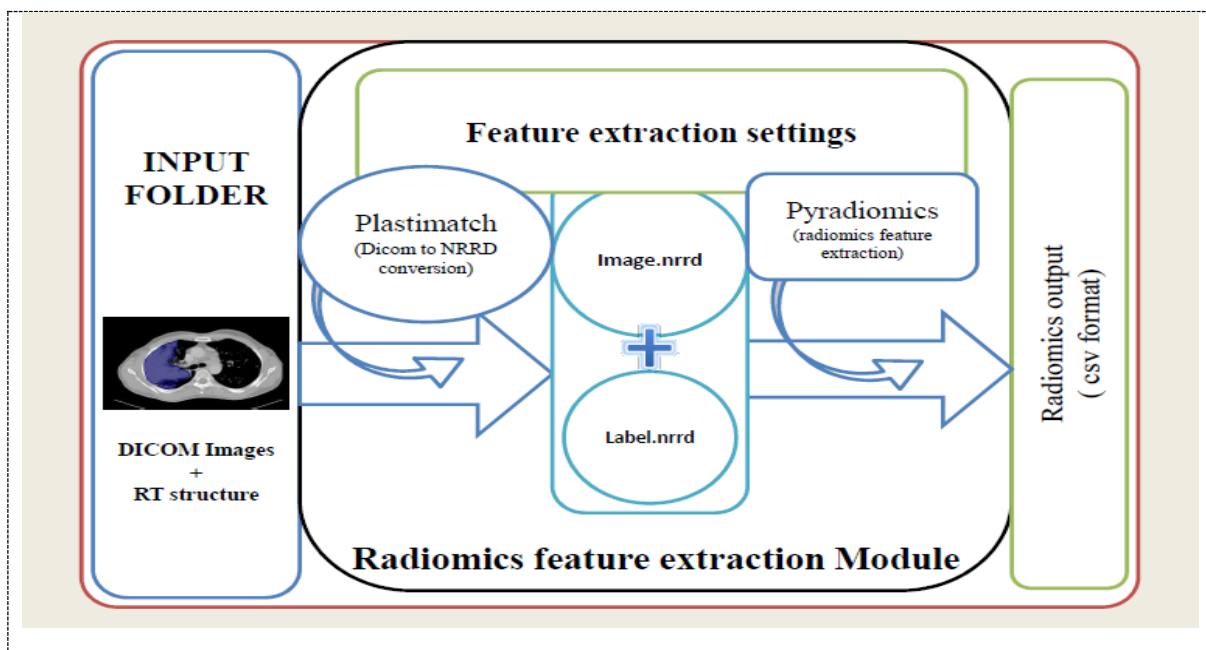 INPUT
FOLDER
DICOM Images
+
RT structure
Feature extraction settings
Plastimatch
(Dicom to NRRD
conversion)
Image.nrrd
Label.nrrd
Pyradiomics
(radiomics feature
extraction)
Radiomics feature extraction Module
Radiomics output
( csv format)